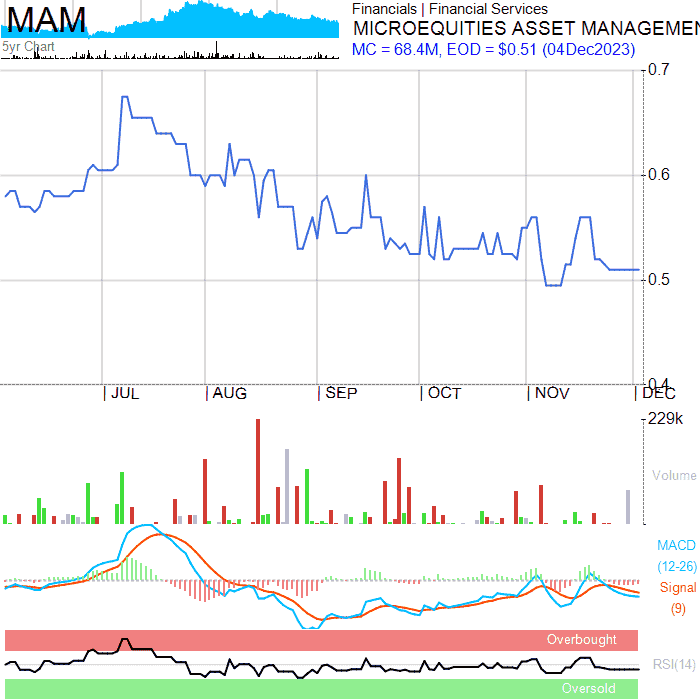 MAM
5yr Chart
Financials | Financial Services
MICROEQUITIES ASSET MANAGEMEN
MC = 68.4M, EOD = $0.51 (04Dec2023)
0.7
0.6
0.5
0.4
JUL AUG SEP OCT NOV DEC
229k
Volume
MACD
(12-26)
Signal
(9)
Overbought
RSI(14)
Oversold